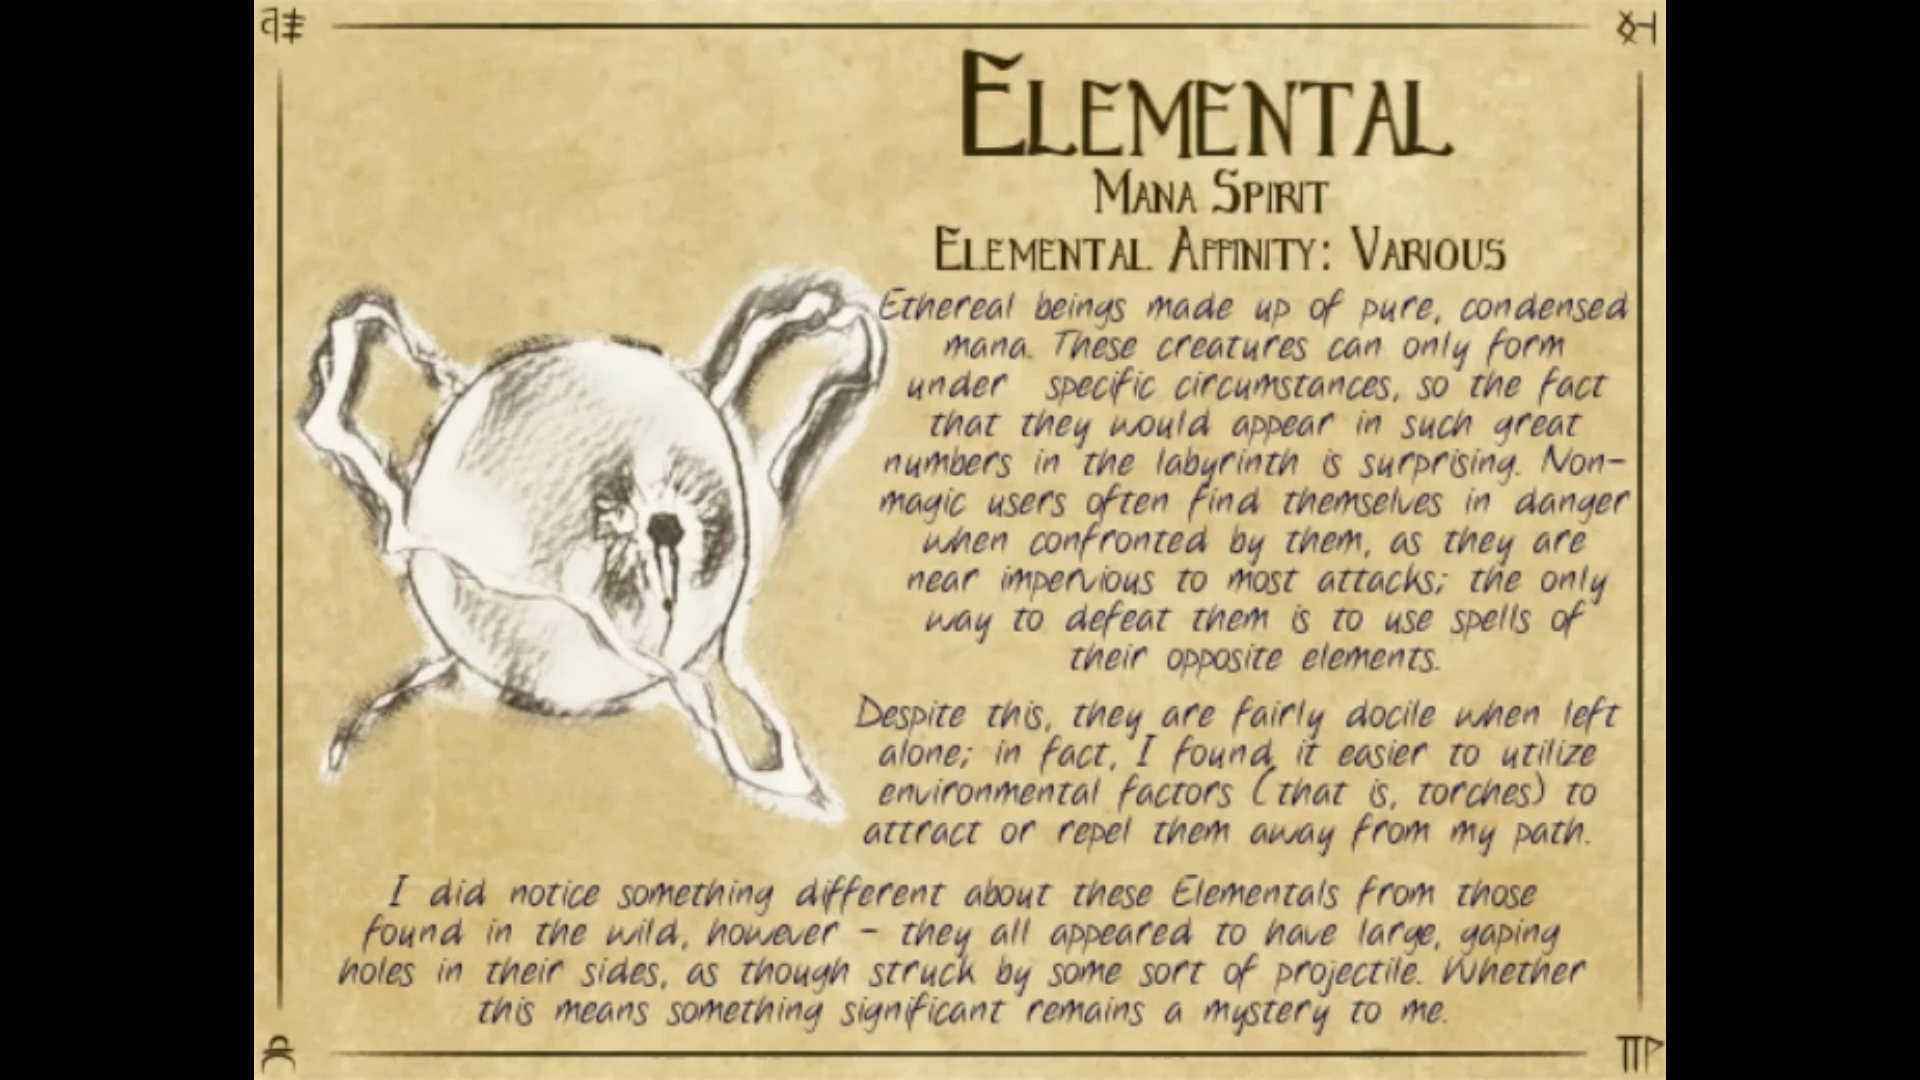 Elemental
Mana Spirit
Elemental Affinity: Various
Ethereal beings made up of pure, condensed
mana. These creatures can only form
under specific circumstances, so the fact
that they would appear in such great
numbers in the labyrinth is surprising. Non-
magic users often find themselves in danger
when confronted by them, as they are
near impervious to most attacks; the only
way to defeat them is to use spells of
their opposite elements.
Despite this, they are fairly docile when left
alone; in fact, I found it easier to utilize
environmental factors (that is, torches) to
attract or repel them away from my path.
I did notice something different about these Elementals from those
found in the wild, however - they all appeared to have large, gaping
holes in their sides, as though struck by some sort of projectile. Whether
this means something significant remains a mystery to me.